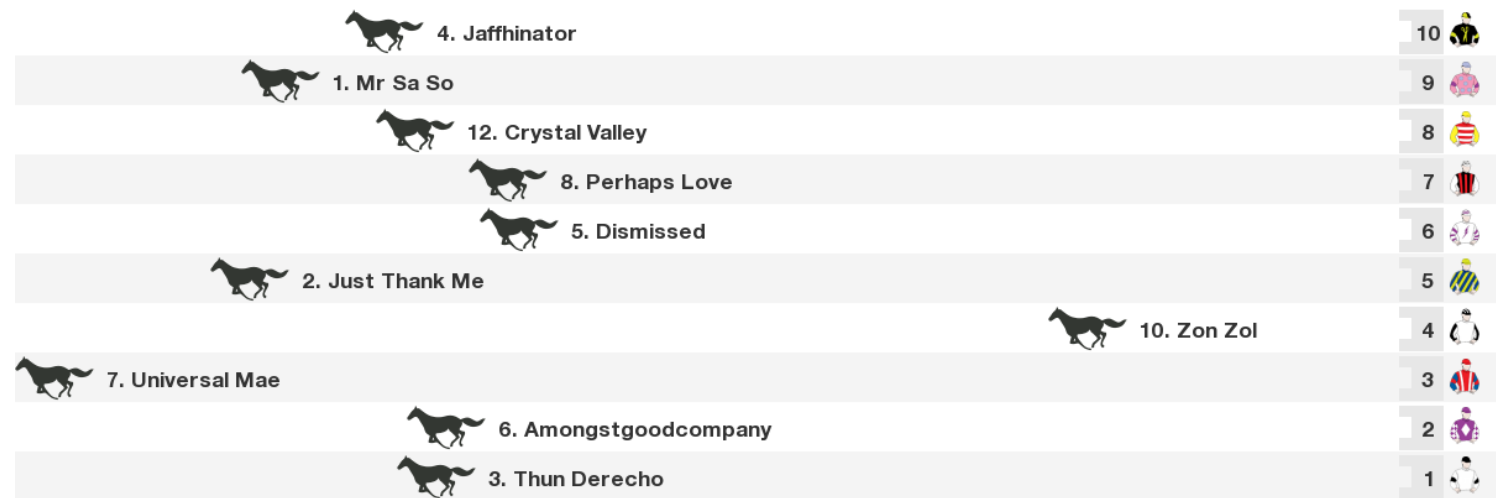 4. Jaffhinator 10
1. Mr Sa So 9
12. Crystal Valley 8
8. Perhaps Love 7
5. Dismissed 6
2. Just Thank Me 5
10. Zon Zol 4
7. Universal Mae 3
6. Amongstgoodcompany 2
3. Thun Derecho 1